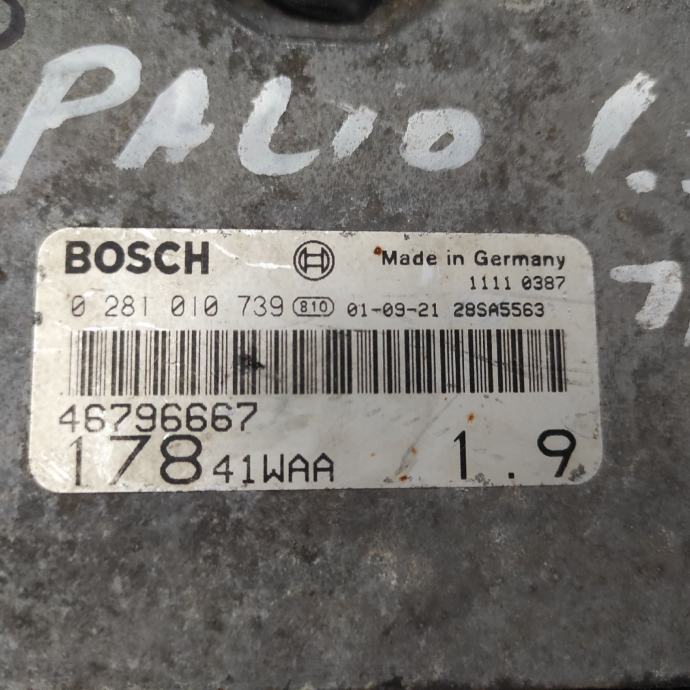 PALIO 1.
BOSCH Made in Germany
1111 0387
0 281 010 739 810 01-09-21 28SA5563
46796667
178 41WAA 1.9